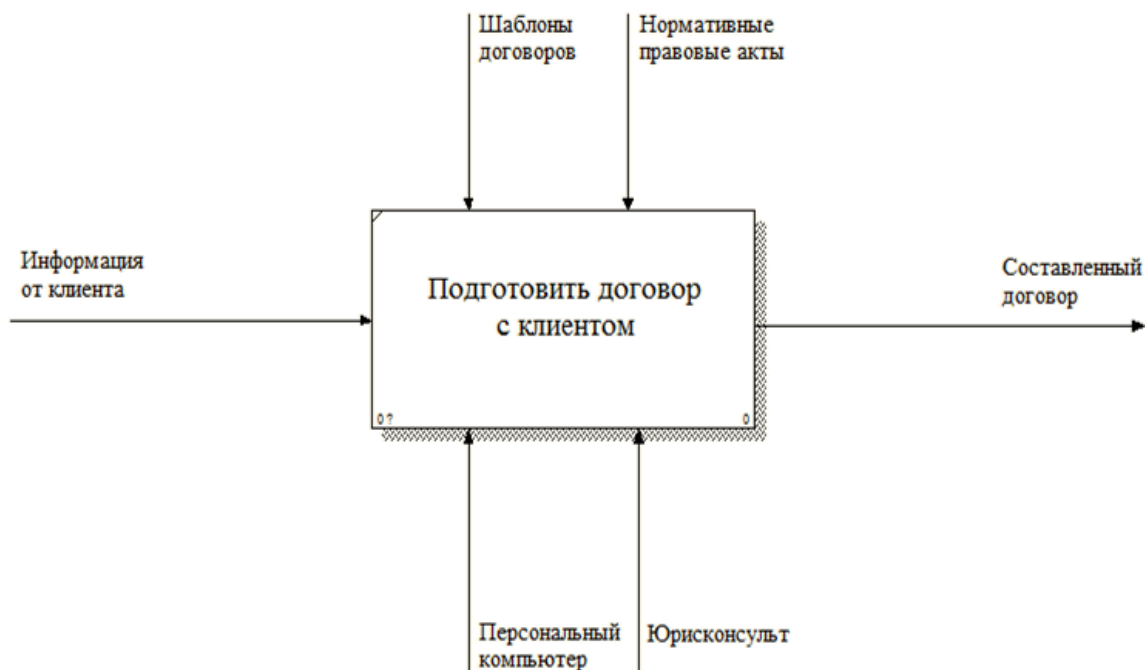 Шаблоны
договоров
Нормативные
правовые акты
Информация
от клиента
Подготовить договор
с клиентом
0 ?
0
Составленный
договор
Персональный
компьютер
Юрисконсульт